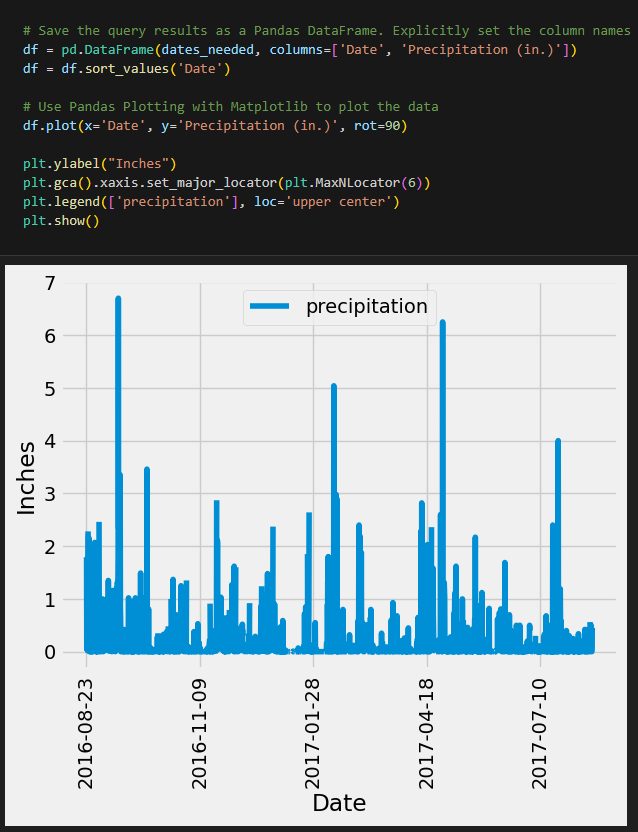 # Save the query results as a Pandas DataFrame. Explicitly set the column names
df = pd.DataFrame(dates_needed, columns=['Date', 'Precipitation (in.)'])
df = df.sort_values('Date')
# Use Pandas Plotting with Matplotlib to plot the data
df.plot(x='Date', y='Precipitation (in.)', rot=90)
plt.ylabel("Inches")
plt.gca().xaxis.set_major_locator(plt.MaxNLocator(6))
plt.legend(['precipitation'], loc='upper center')
plt.show()
precipitation
7
6
5
4
3
2
1
0
Inches
2016-08-23
2016-11-09
2017-01-28
2017-04-18
2017-07-10
Date